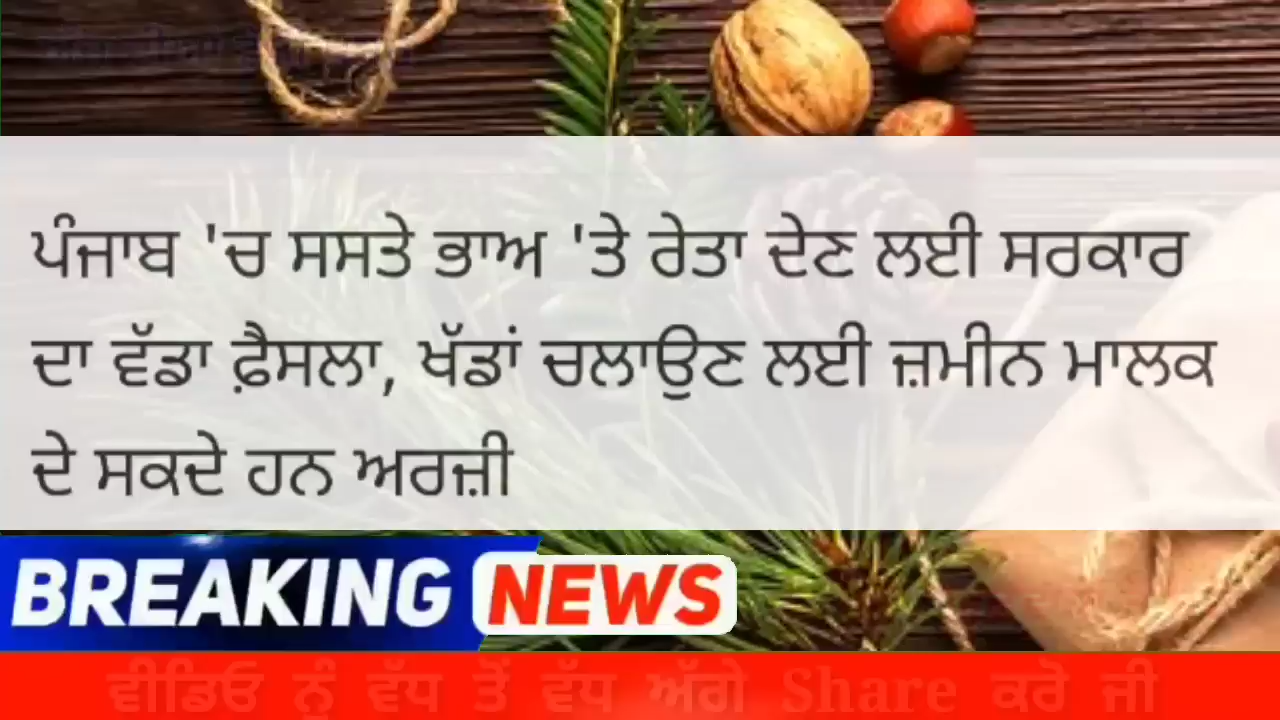 ਪੰਜਾਬ 'ਚ ਸਸਤੇ ਭਾਅ 'ਤੇ ਰੇਤਾ ਦੇਣ ਲਈ ਸਰਕਾਰ
ਦਾ ਵੱਡਾ ਫ਼ੈਸਲਾ, ਖੱਡਾਂ ਚਲਾਉਣ ਲਈ ਜ਼ਮੀਨ ਮਾਲਕ
ਦੇ ਸਕਦੇ ਹਨ ਅਰਜ਼ੀ
BREAKING NEWS
ਵੀਡਿਓ ਨੂੰ ਵੱਧ ਤੋਂ ਵੱਧ ਅੱਗੇ Share ਕਰੋ ਜੀ